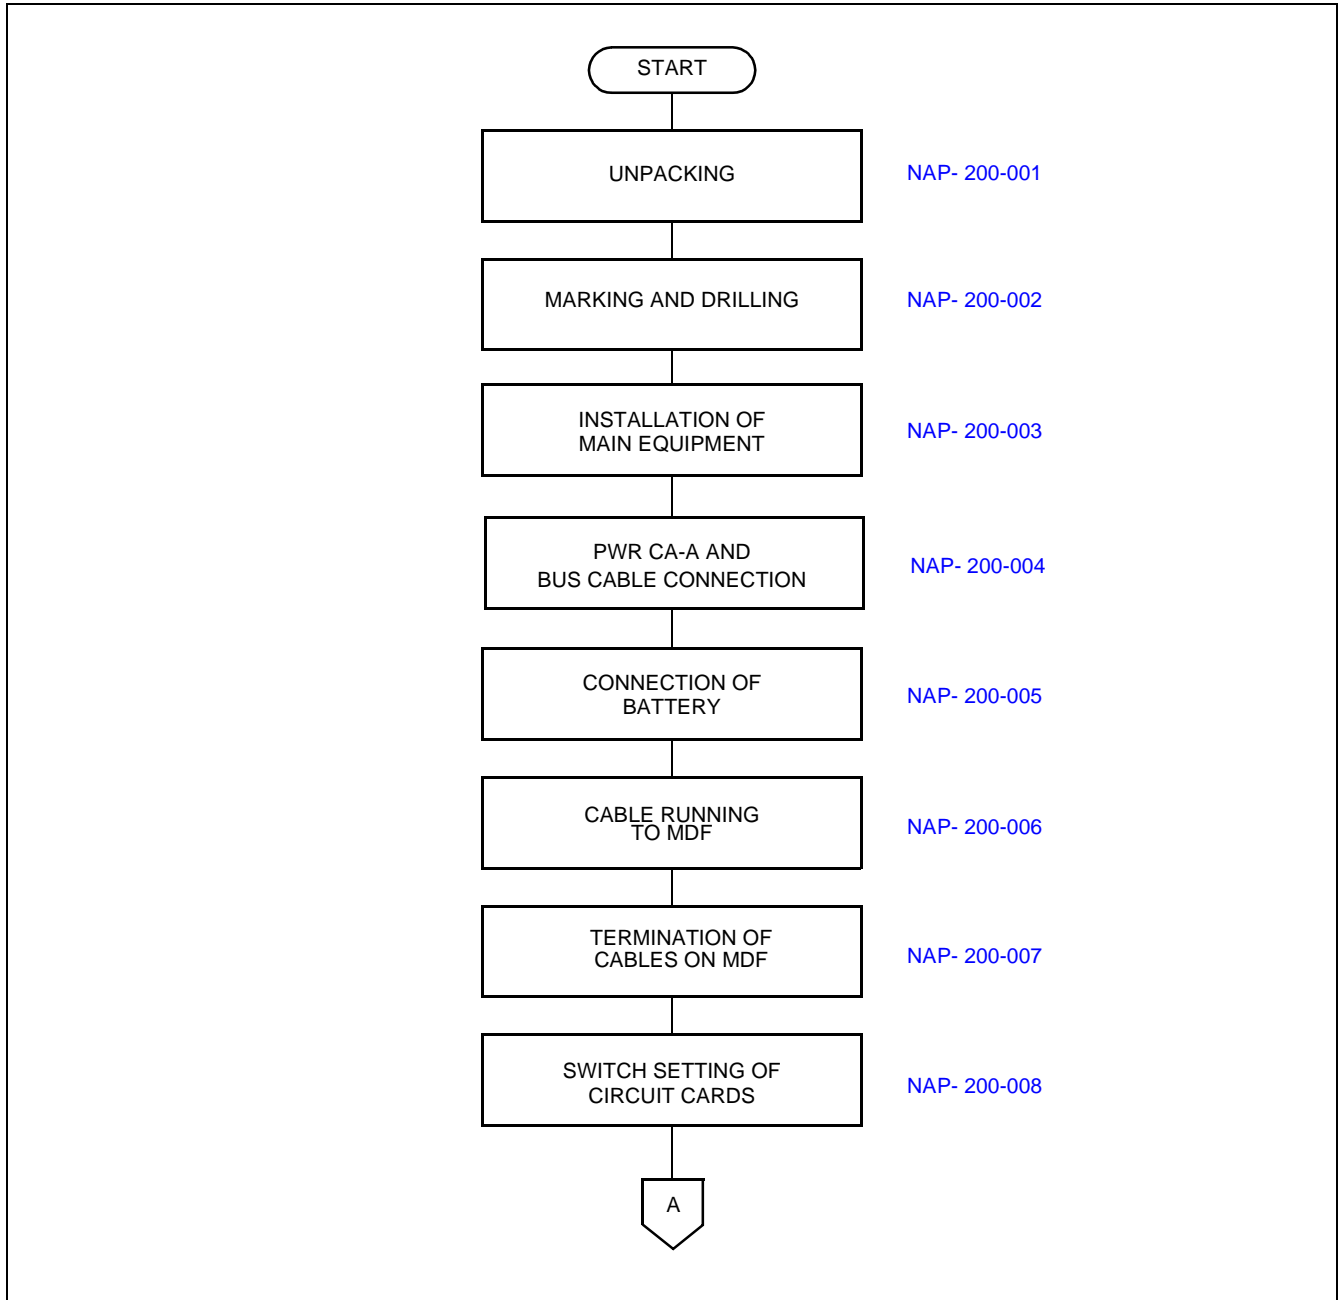 START
UNPACKING
NAP- 200-001
MARKING AND DRILLING
NAP- 200-002
INSTALLATION OF
MAIN EQUIPMENT
NAP- 200-003
PWR CA-A AND
BUS CABLE CONNECTION
NAP- 200-004
CONNECTION OF
BATTERY
NAP- 200-005
CABLE RUNNING
TO MDF
NAP- 200-006
TERMINATION OF
CABLES ON MDF
NAP- 200-007
SWITCH SETTING OF
CIRCUIT CARDS
NAP- 200-008
A